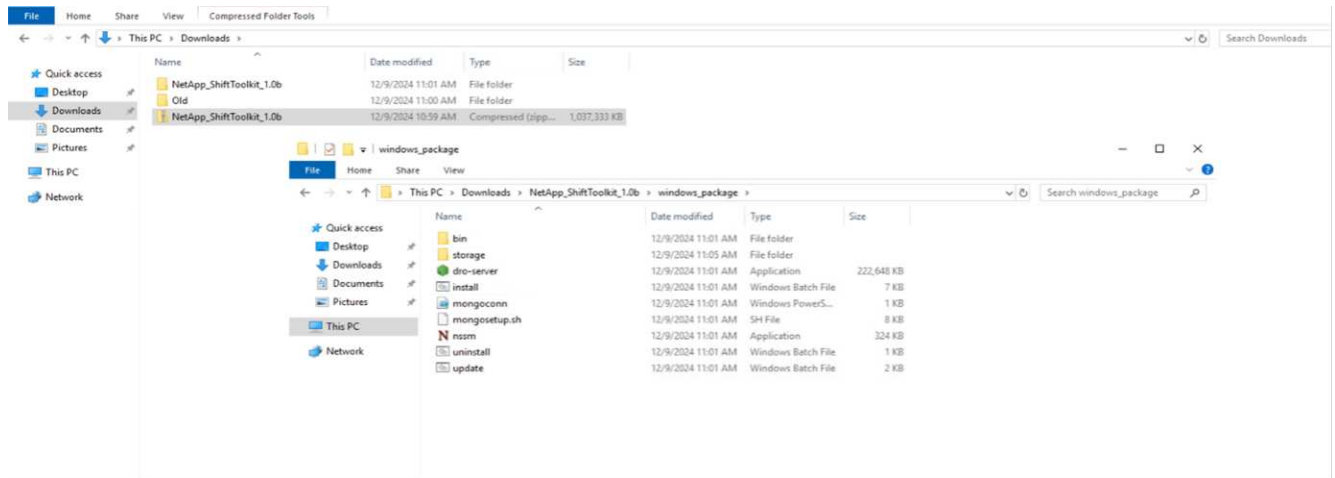 File Home Share View Compressed Folder Tools
This PC > Downloads > Search Downloads
Name Date modified Type Size
Quick access
Desktop
Downloads
Documents
Pictures
This PC
Network
NetApp_ShiftToolkit_1.0b 12/9/2024 11:01 AM File folder
Old 12/9/2024 11:00 AM File folder
NetApp_ShiftToolkit_1.0b 12/9/2024 10:59 AM Compressed (zipp... 1,037,333 KB
windows_package
File Home Share View
This PC > Downloads > NetApp_ShiftToolkit_1.0b > windows_package > Search windows_package
Name Date modified Type Size
Quick access
Desktop
Downloads
Documents
Pictures
This PC
Network
bin 12/9/2024 11:01 AM File folder
storage 12/9/2024 11:05 AM File folder
dro-server 12/9/2024 11:01 AM Application 222,648 KB
install 12/9/2024 11:01 AM Windows Batch File 7 KB
mongoconn 12/9/2024 11:01 AM Windows PowerS... 1 KB
mongosetup.sh 12/9/2024 11:01 AM SH File 8 KB
nssm 12/9/2024 11:01 AM Application 324 KB
uninstall 12/9/2024 11:01 AM Windows Batch File 1 KB
update 12/9/2024 11:01 AM Windows Batch File 2 KB